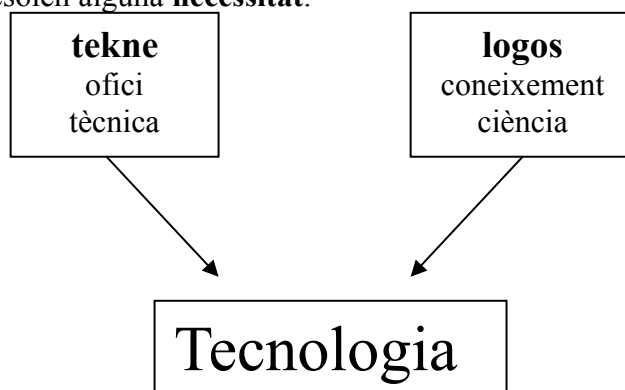 alguna necessitat.
tekne
ofici
tècnica
logos
coneixement
ciència
Tecnologia